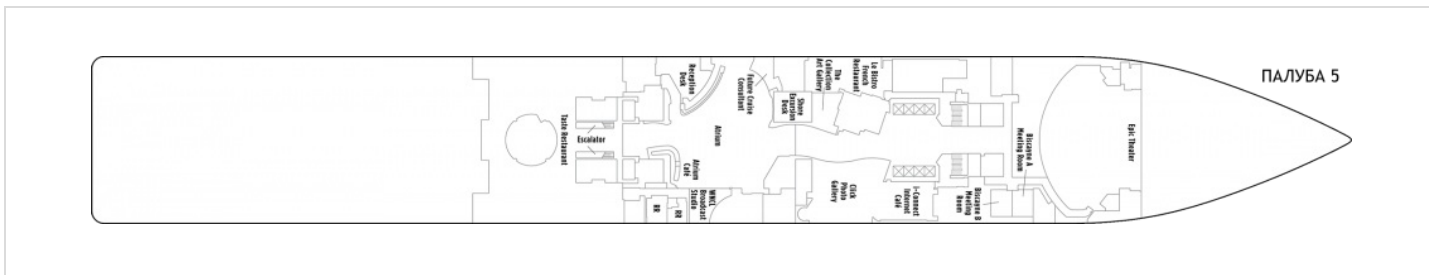 ПАЛУБА 5
Taste Restaurant
Escalator
Reception
Desk
Atrium
Atrium
Café
RR
RR
WNCL
Broadcast
Studio
Future Cruise
Consultant
Shore
Excursion
Desk
The
Collection
Art Gallery
Le Bistro
French
Restaurant
Click
Photo
Gallery
i-Connect
Internet
Café
Biscayne B
Meeting
Room
Biscayne A
Meeting Room
Epic Theater